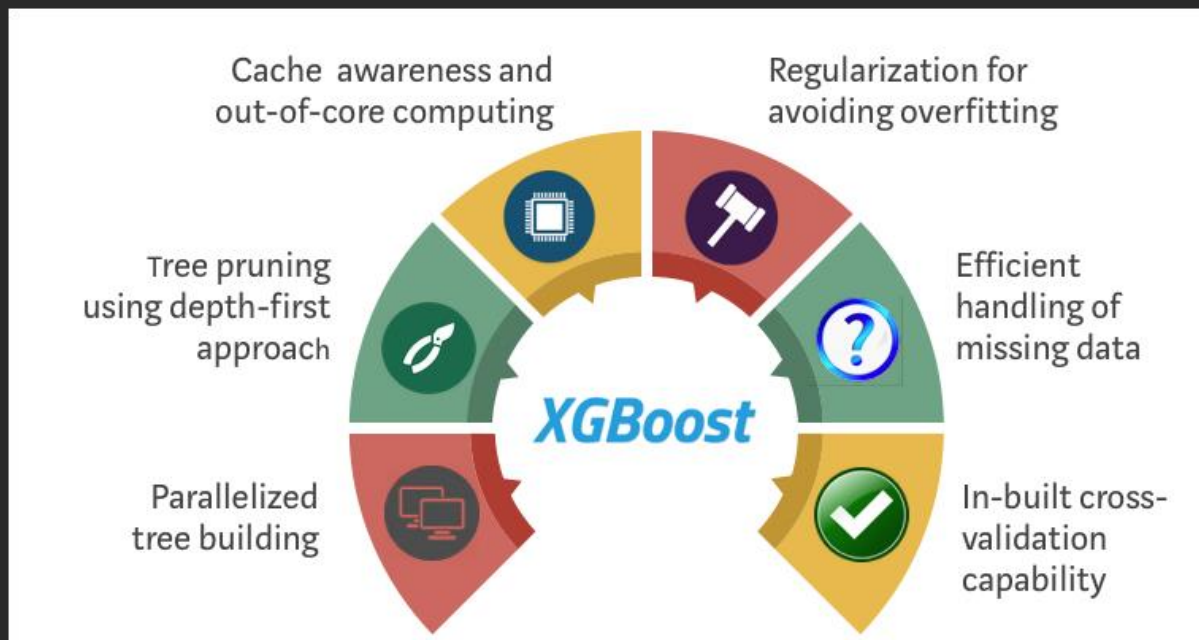 Cache awareness and
out-of-core computing
Regularization for
avoiding overfitting
Tree pruning
using depth-first
approach
Efficient
handling of
missing data
?
XGBoost
Parallelized
tree building
In-built cross-
validation
capability